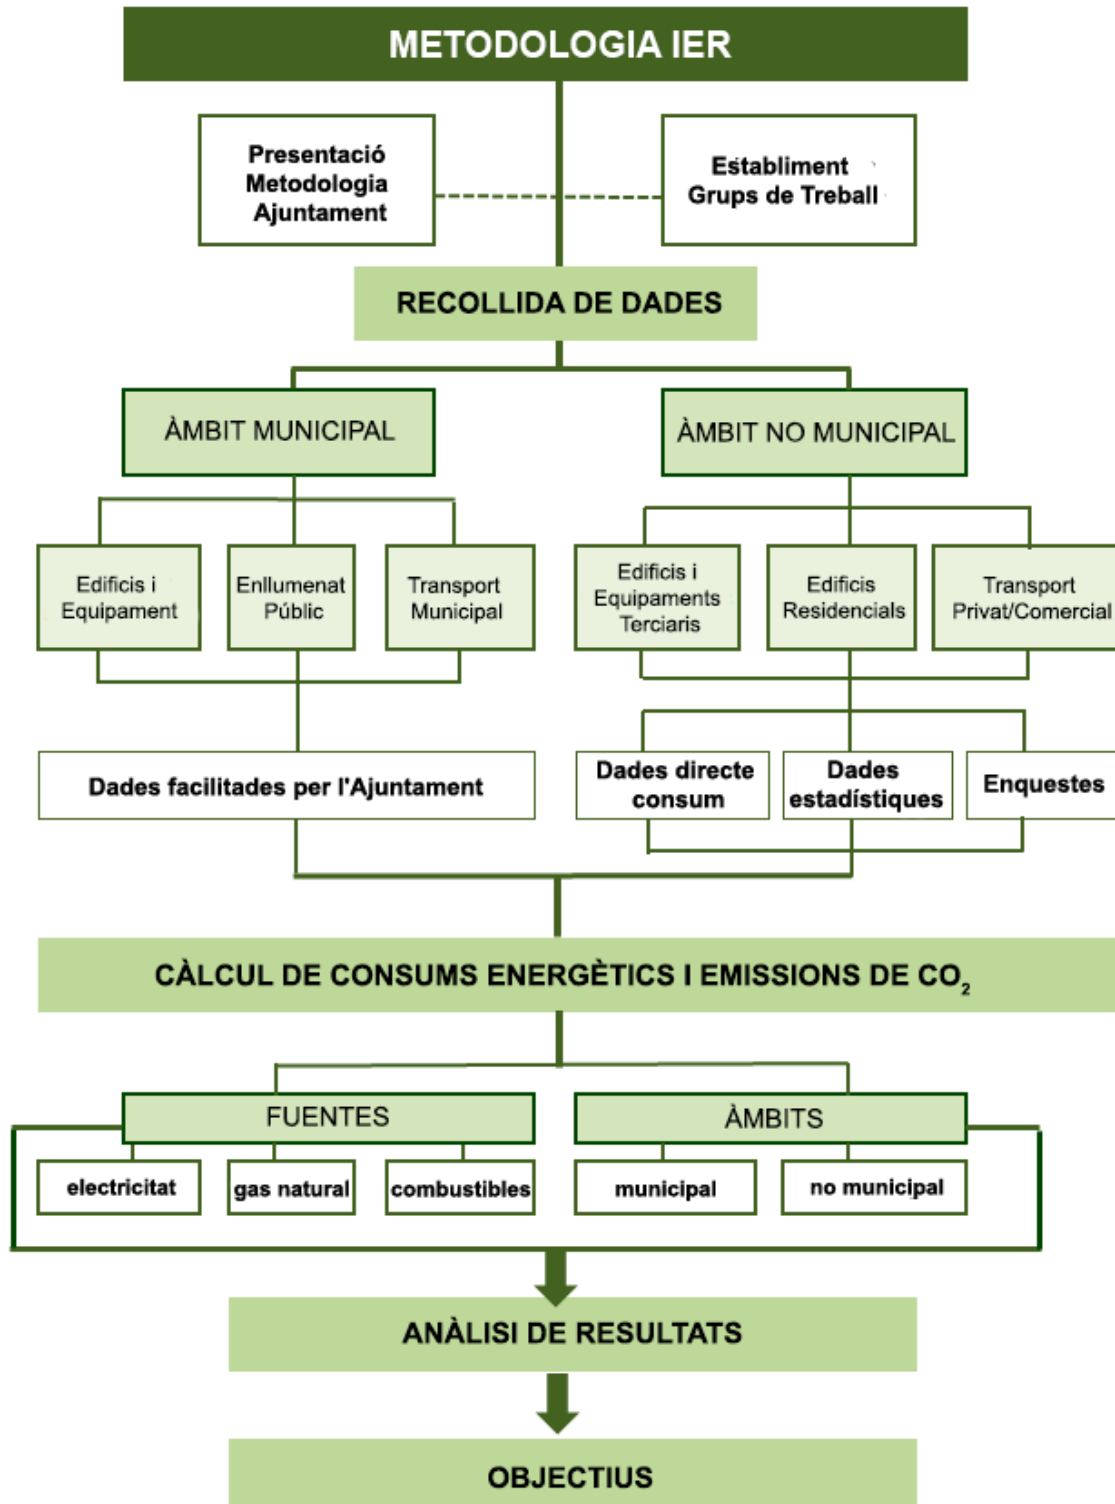 METODOLOGIA IER
Presentació
Metodologia
Ajuntament
Establiment
Grups de Treball
RECOLLIDA DE DADES
ÀMBIT MUNICIPAL
ÀMBIT NO MUNICIPAL
Edificis i
Equipament
Enllumenat
Públic
Transport
Municipal
Edificis i
Equipaments
Terciaris
Edificis
Residencials
Transport
Privat/Comercial
Dades facilitades per l'Ajuntament
Dades directe
consum
Dades
estadístiques
Enquestes
CÀLCUL DE CONSUMS ENERGÈTICS I EMISSIONS DE CO₂
FUENTES
ÀMBITS
electricitat
gas natural
combustibles
municipal
no municipal
ANÀLISI DE RESULTATS
OBJECTIUS